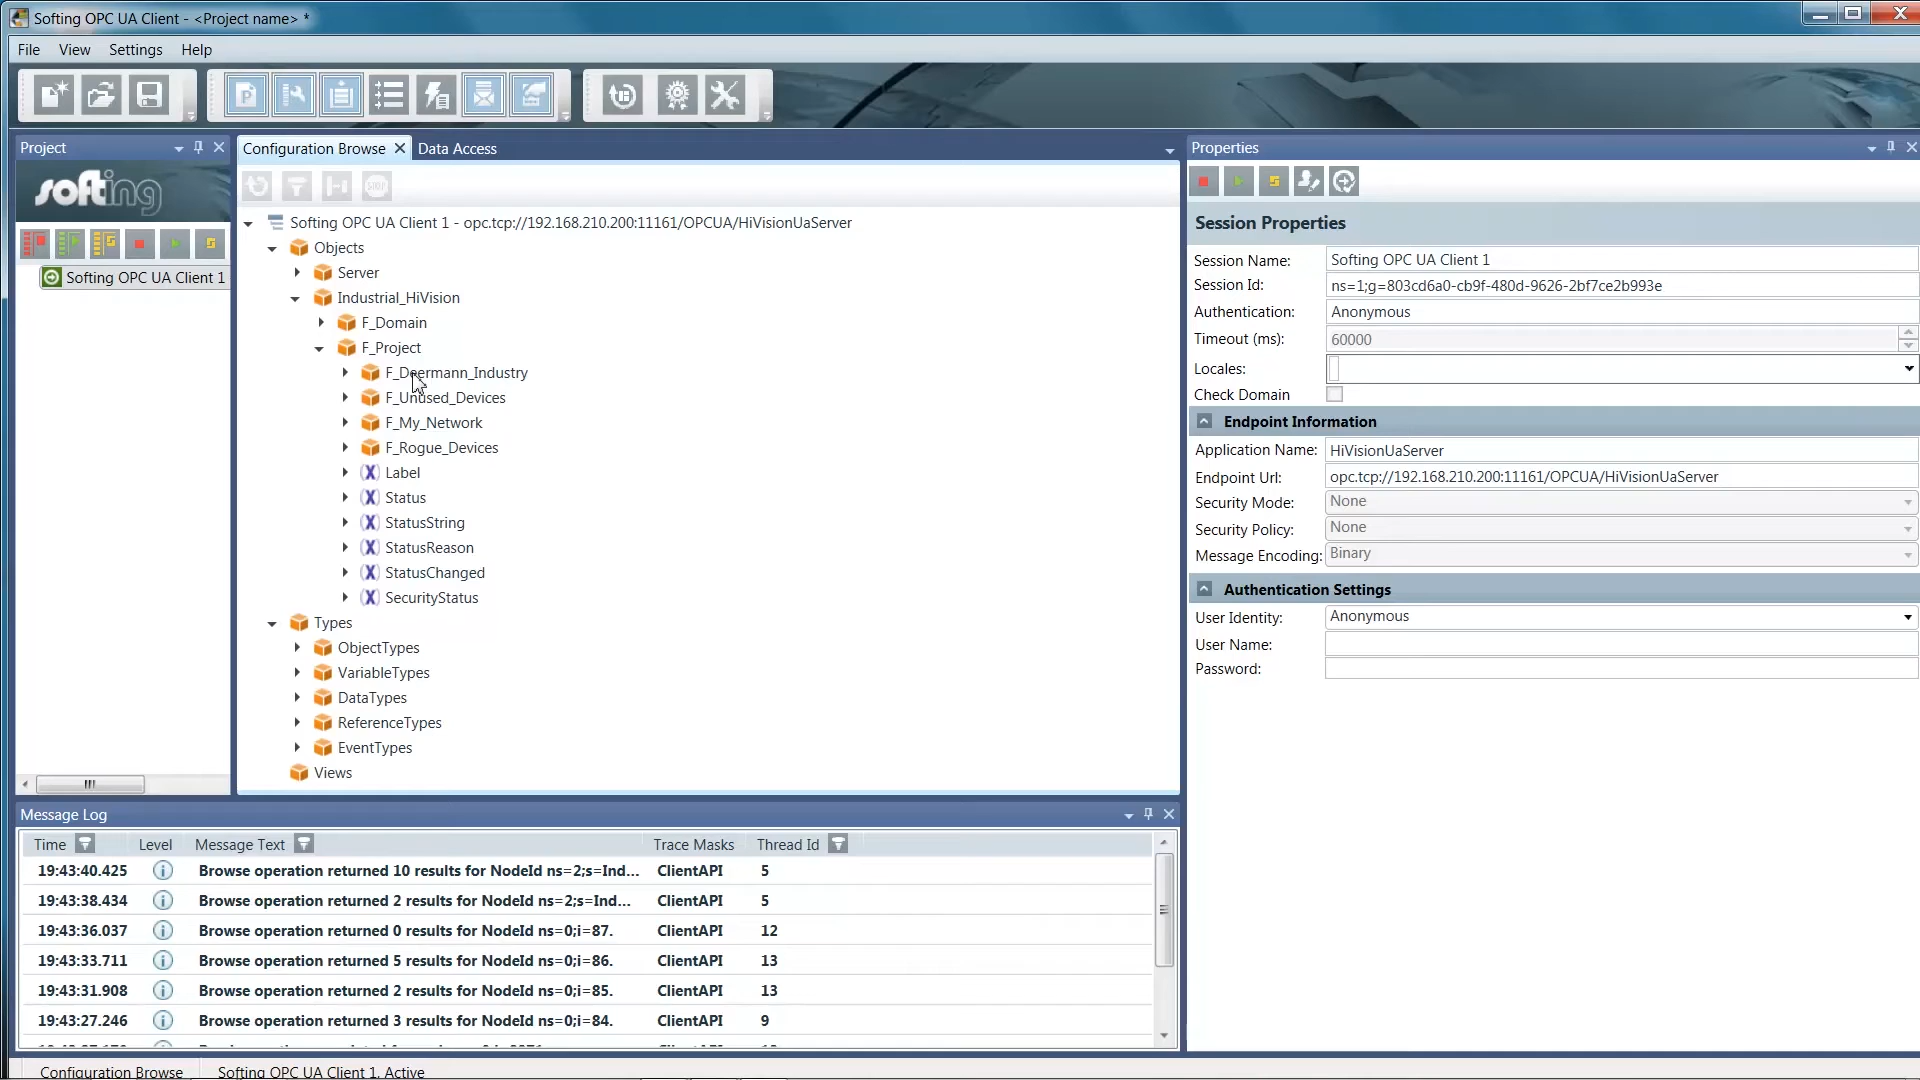 Softing OPC UA Client - <Project name> *
File View Settings Help
Project
softing
Softing OPC UA Client 1
Configuration Browse Data Access
STOP
Softing OPC UA Client 1 - opc.tcp://192.168.210.200:11161/OPCUA/HiVisionUaServer
Objects
Server
Industrial_HiVision
F_Domain
F_Project
F_Doermann_Industry
F_Unused_Devices
F_My_Network
F_Rogue_Devices
Label
Status
StatusString
StatusReason
StatusChanged
SecurityStatus
Types
ObjectTypes
VariableTypes
DataTypes
ReferenceTypes
EventTypes
Views
Properties
Session Properties
Session Name: Softing OPC UA Client 1
Session Id: ns=1;g=803cd6a0-cb9f-480d-9626-2bf7ce2b993e
Authentication: Anonymous
Timeout (ms): 60000
Locales:
Check Domain
Endpoint Information
Application Name: HiVisionUaServer
Endpoint Url: opc.tcp://192.168.210.200:11161/OPCUA/HiVisionUaServer
Security Mode: None
Security Policy: None
Message Encoding: Binary
Authentication Settings
User Identity: Anonymous
User Name:
Password:
Message Log
Time Level Message Text Trace Masks Thread Id
19:43:40.425 Browse operation returned 10 results for NodeId ns=2;s=Ind... ClientAPI 5
19:43:38.434 Browse operation returned 2 results for NodeId ns=2;s=Ind... ClientAPI 5
19:43:36.037 Browse operation returned 0 results for NodeId ns=0;i=87. ClientAPI 12
19:43:33.711 Browse operation returned 5 results for NodeId ns=0;i=86. ClientAPI 13
19:43:31.908 Browse operation returned 2 results for NodeId ns=0;i=85. ClientAPI 13
19:43:27.246 Browse operation returned 3 results for NodeId ns=0;i=84. ClientAPI 9
Configuration Browse Softing OPC UA Client 1, Active